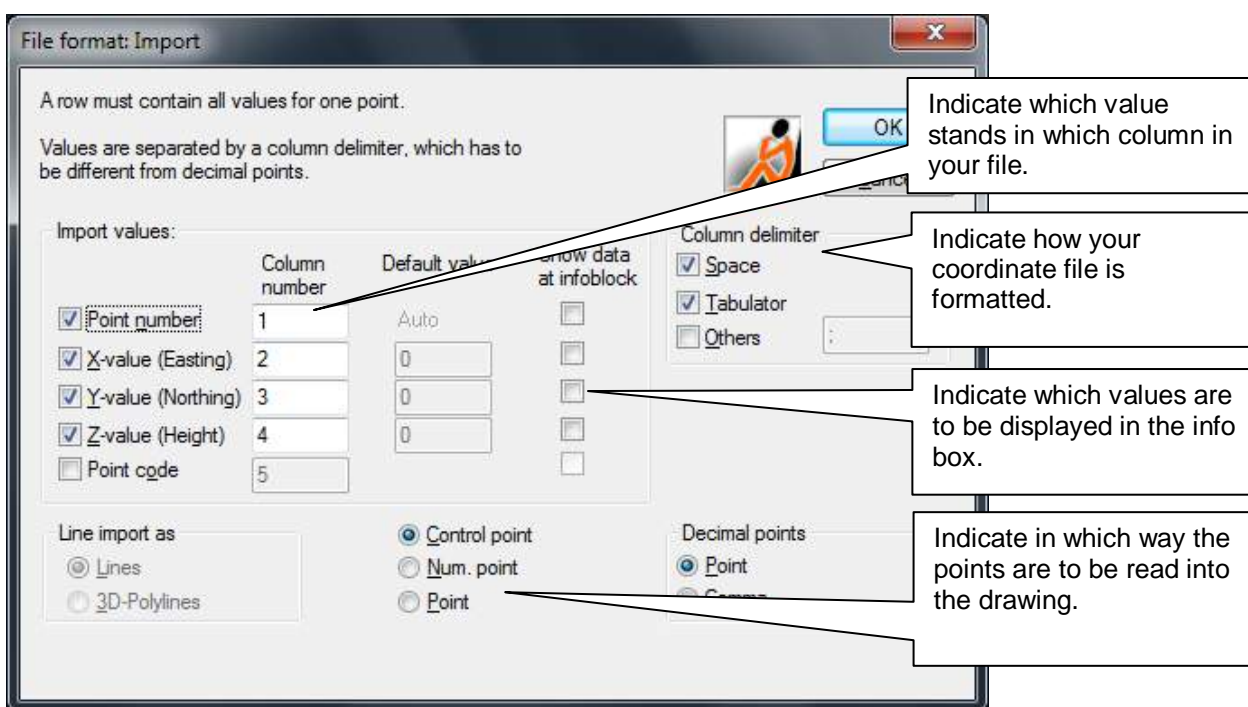 File format: Import
A row must contain all values for one point.
Values are separated by a column delimiter, which has to
be different from decimal points.
OK
Indicate which value
stands in which column in
your file.
Import values:
Column
number
Default
data
at infoblock
Point number
1
Auto
X-value (Easting)
2
0
Y-value (Northing)
3
0
Z-value (Height)
4
0
Point code
5
Column delimiter
Space
Tabulator
Others
:
Indicate how your
coordinate file is
formatted.
Indicate which values are
to be displayed in the info
box.
Line import as
Lines
3D-Polylines
Control point
Num. point
Point
Decimal points
Point
Indicate in which way the
points are to be read into
the drawing.